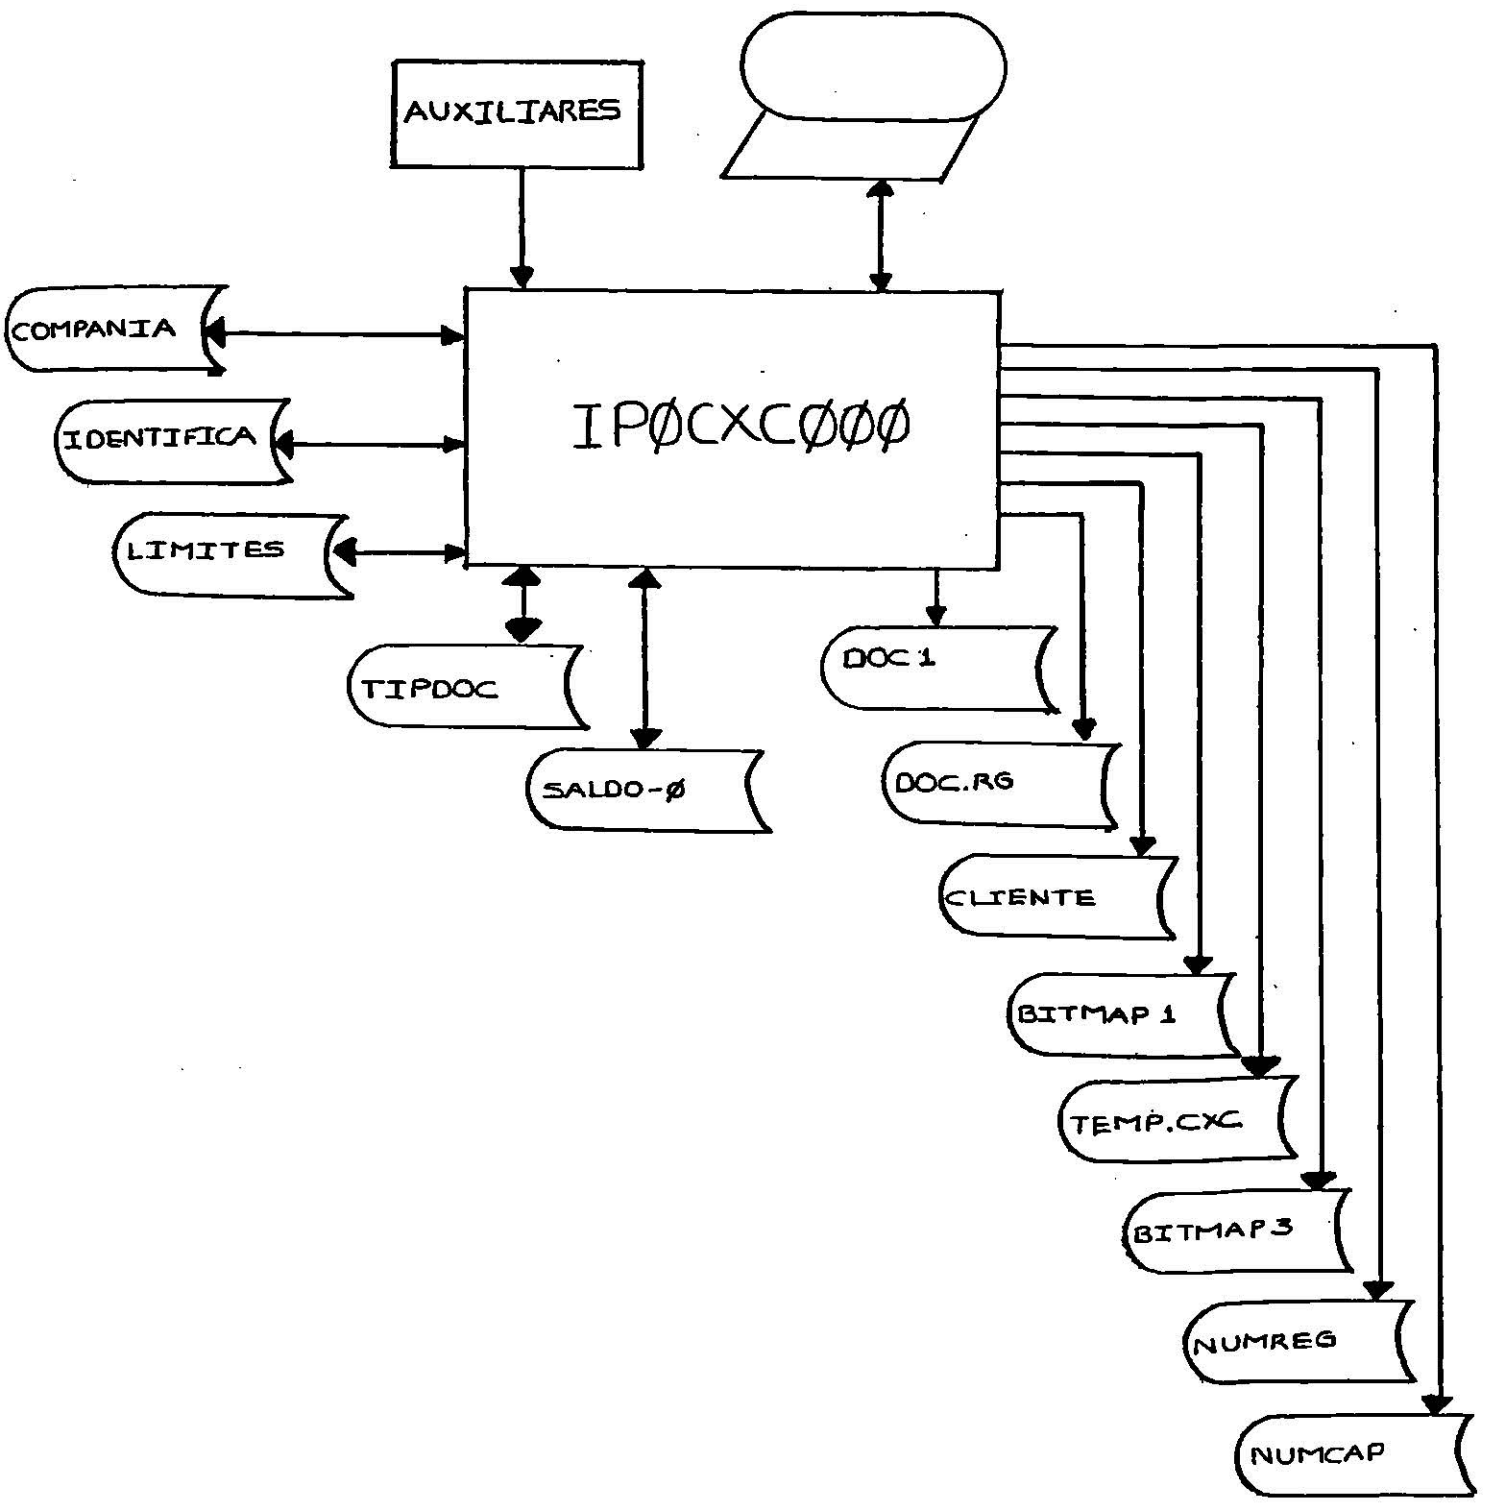 AUXILIARES
COMPANIA
IPØCXCØØØ
IDENTIFICA
LIMITES
TIPDOC
DOC 1
SALDO-Ø
DOC.RG
CLIENTE
BITMAP 1
TEMP.CXC
BITMAP 3
NUMREG
NUMCAP